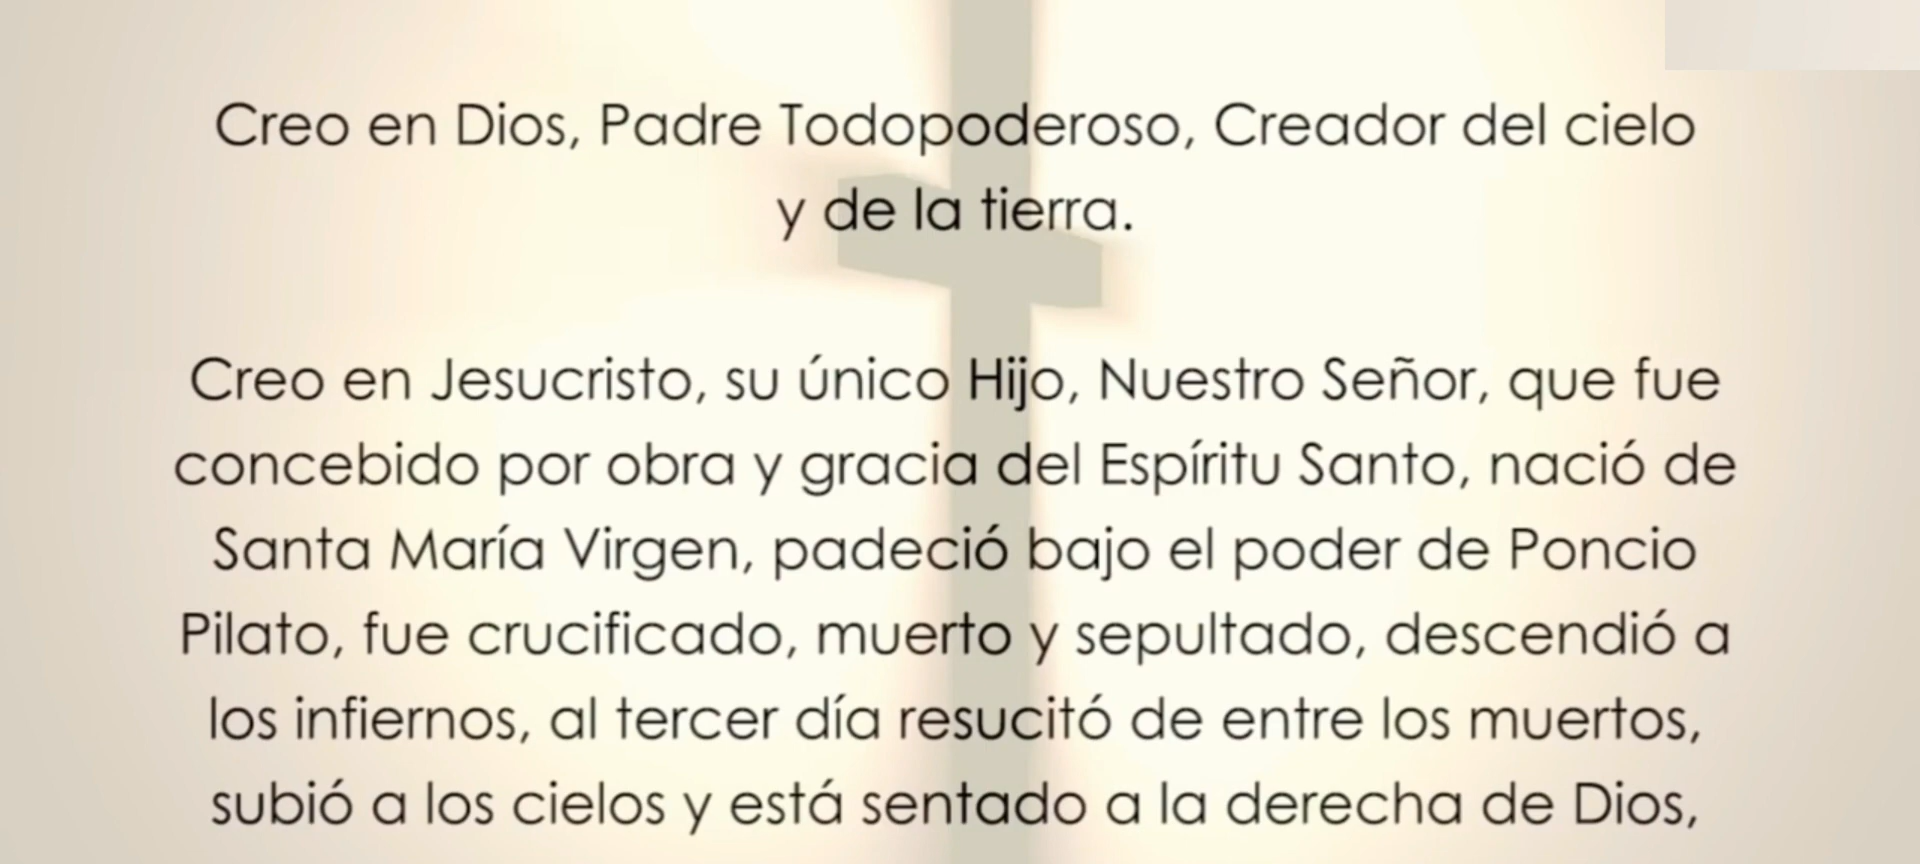 Creo en Dios, Padre Todopoderoso, Creador del cielo
y de la tierra.
Creo en Jesucristo, su único Hijo, Nuestro Señor, que fue
concebido por obra y gracia del Espíritu Santo, nació de
Santa María Virgen, padeció bajo el poder de Poncio
Pilato, fue crucificado, muerto y sepultado, descendió a
los infiernos, al tercer día resucitó de entre los muertos,
subió a los cielos y está sentado a la derecha de Dios,